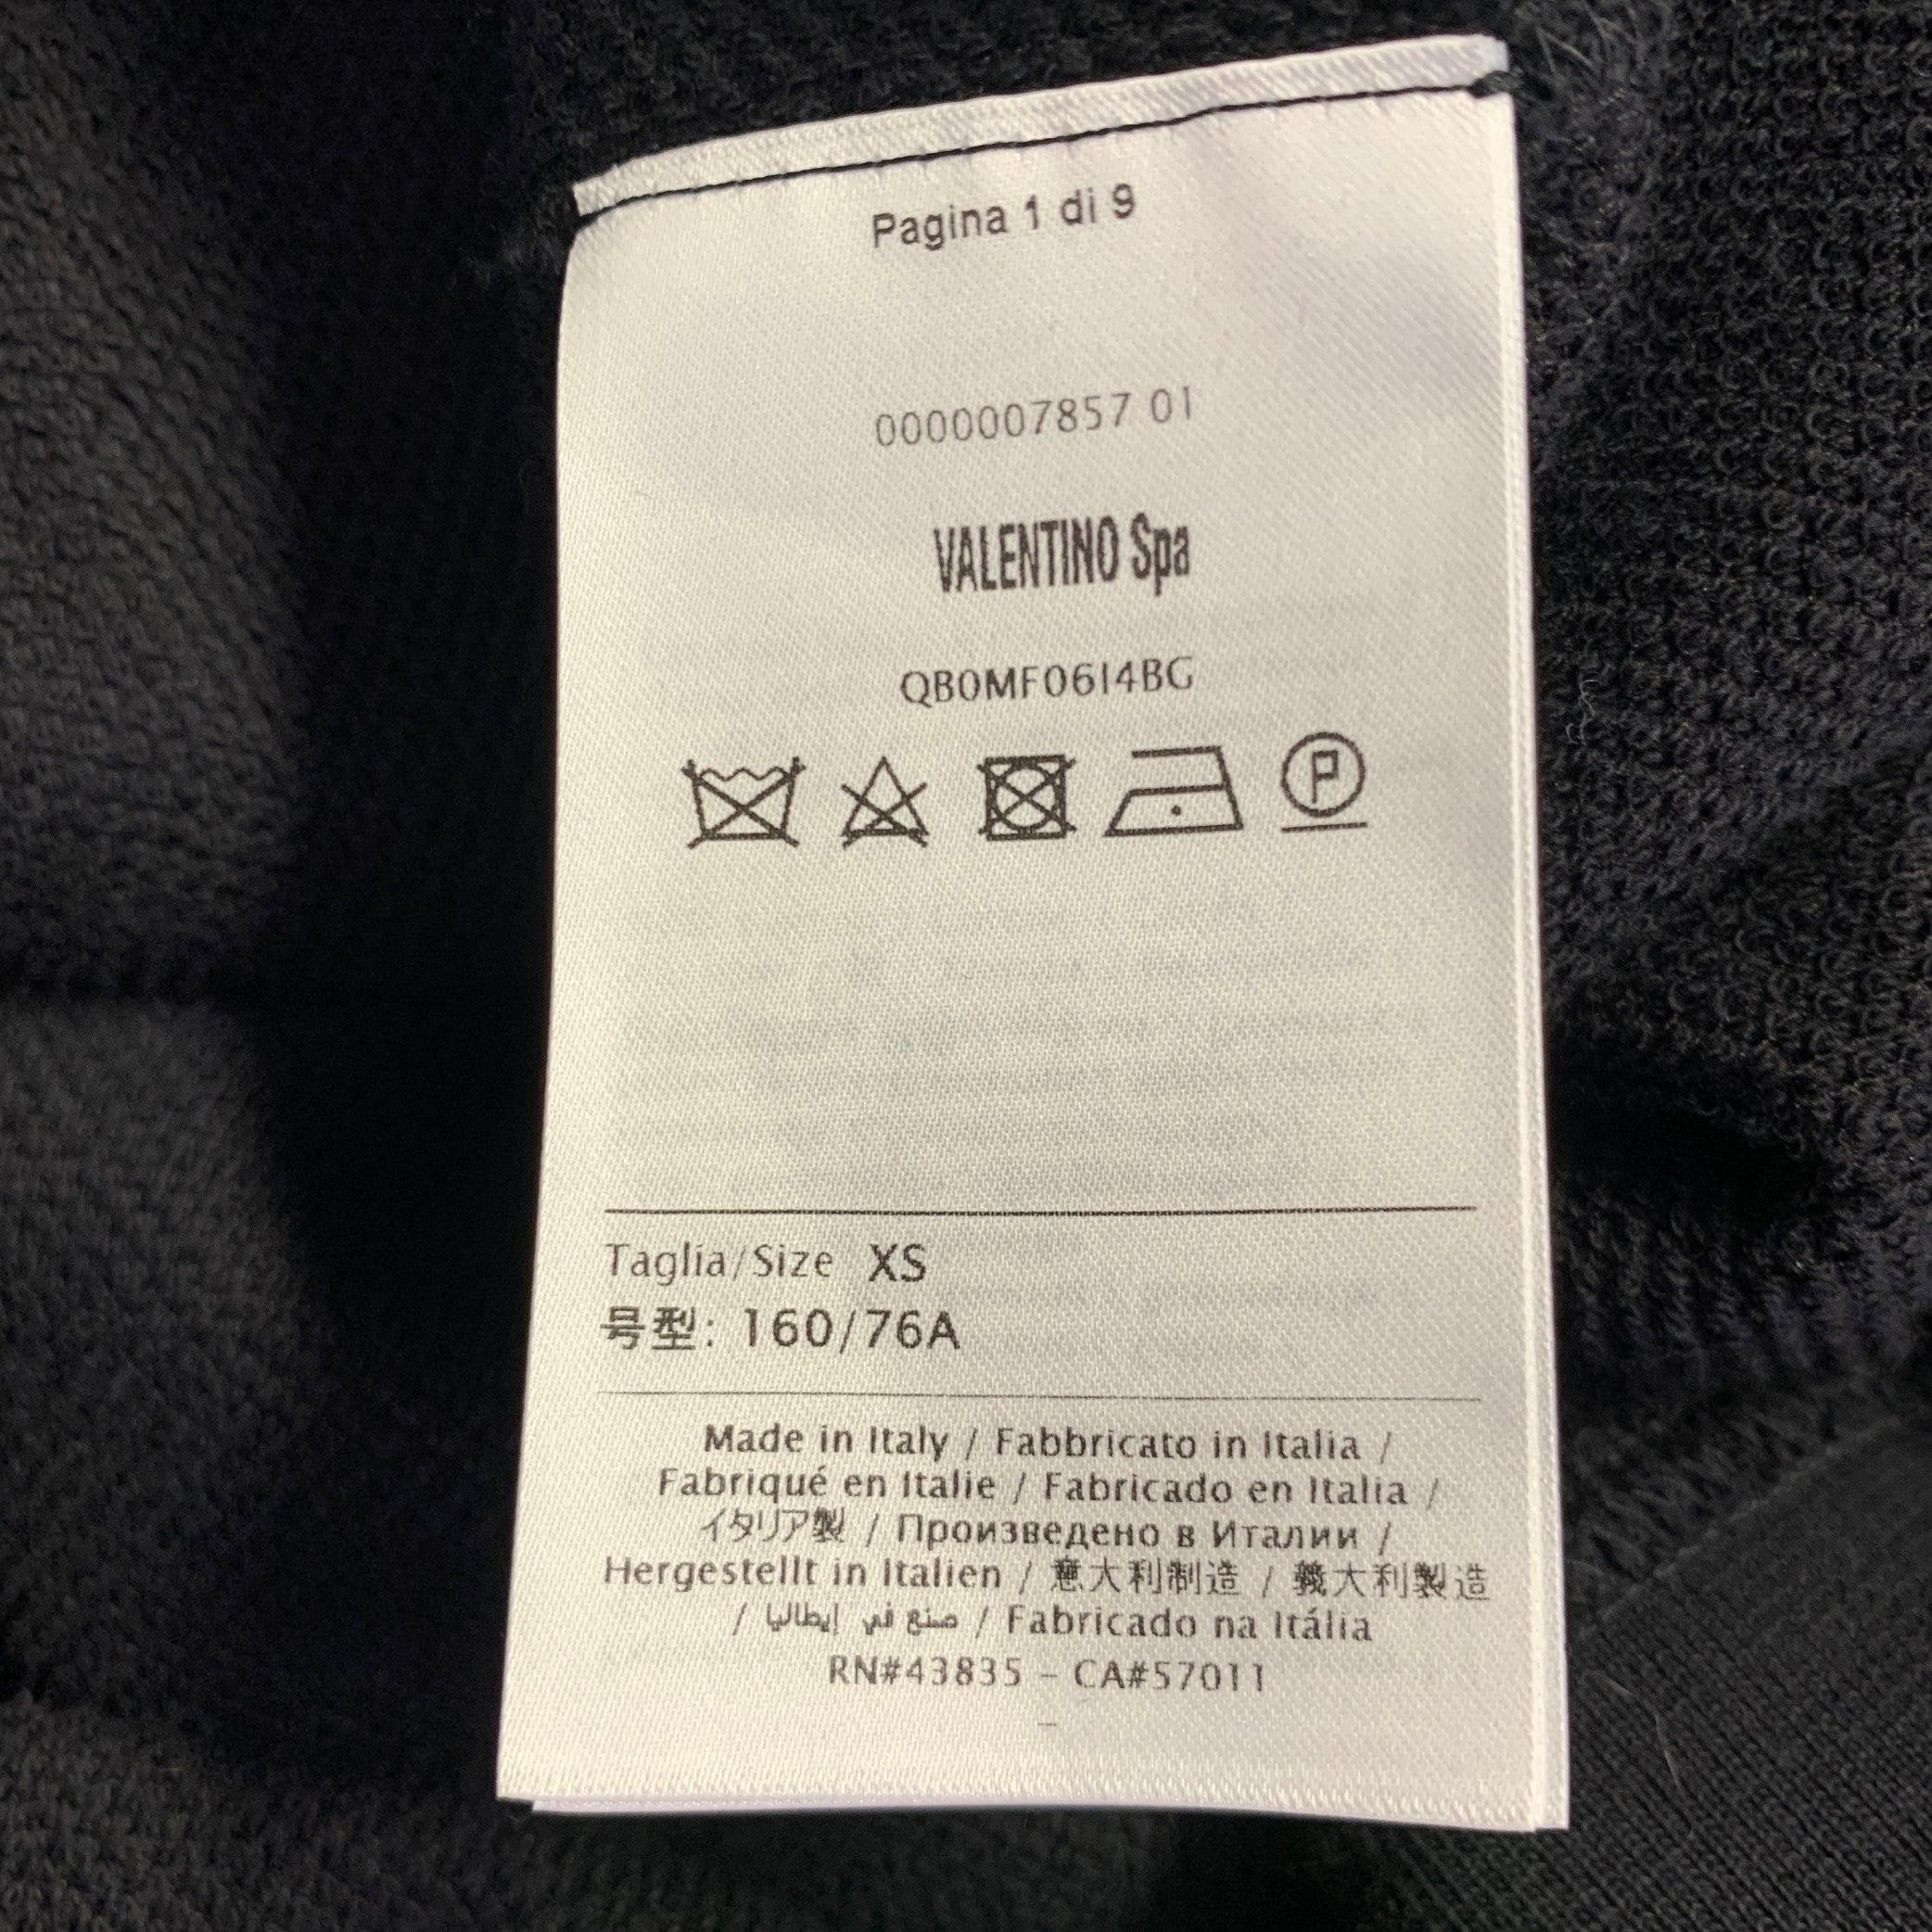 Pagina 1 di 9
0000007857 01
VALENTINO Spa
QB0MF06I4BG
P
Taglia/Size XS
号型: 160/76A
Made in Italy / Fabbricato in Italia /
Fabriqué en Italie / Fabricado en Italia /
イタリア製 / Произведено в Италии /
Hergestellt in Italien / 意大利制造 / 義大利製造
/ صنع في إيطاليا / Fabricado na Itália
RN#43835 – CA#57011
–